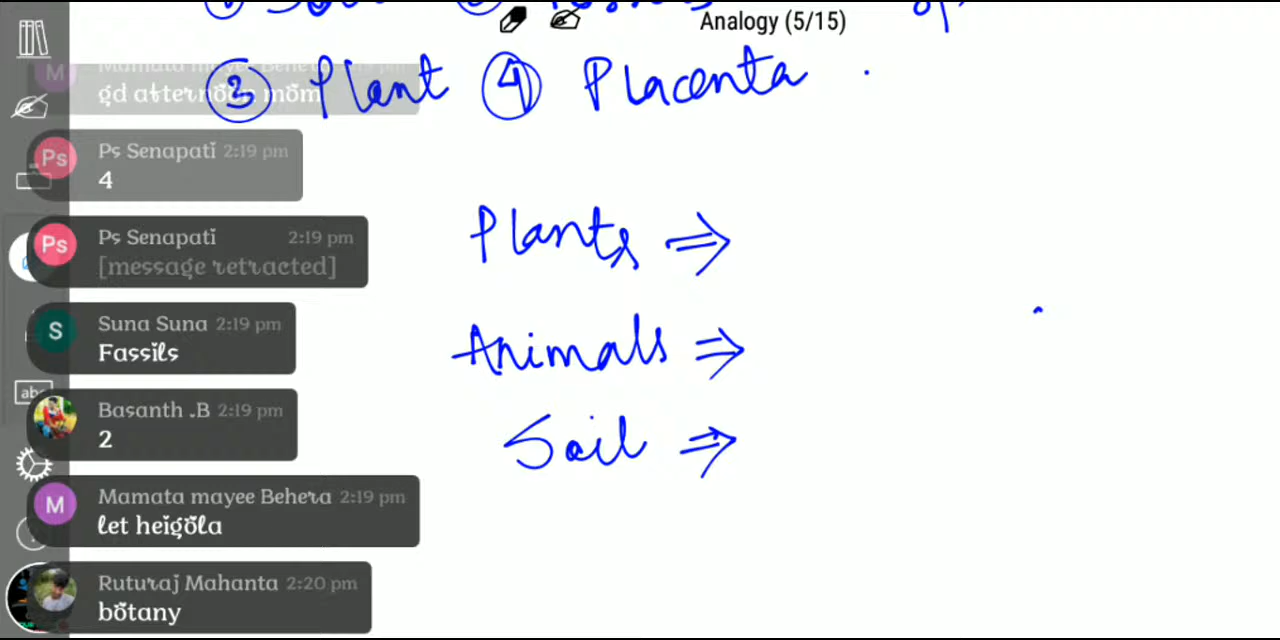 Analogy (5/15)
③ Plant ④ Placenta
gd afternoon mom
Ps Senapati 2:19 pm
4
Ps Senapati 2:19 pm
[message retracted]
Plants ⇒
Suna Suna 2:19 pm
Fassils
Animals ⇒
Basanth .B 2:19 pm
2
Soil ⇒
Mamata mayee Behera 2:19 pm
let heigola
Ruturaj Mahanta 2:20 pm
botany